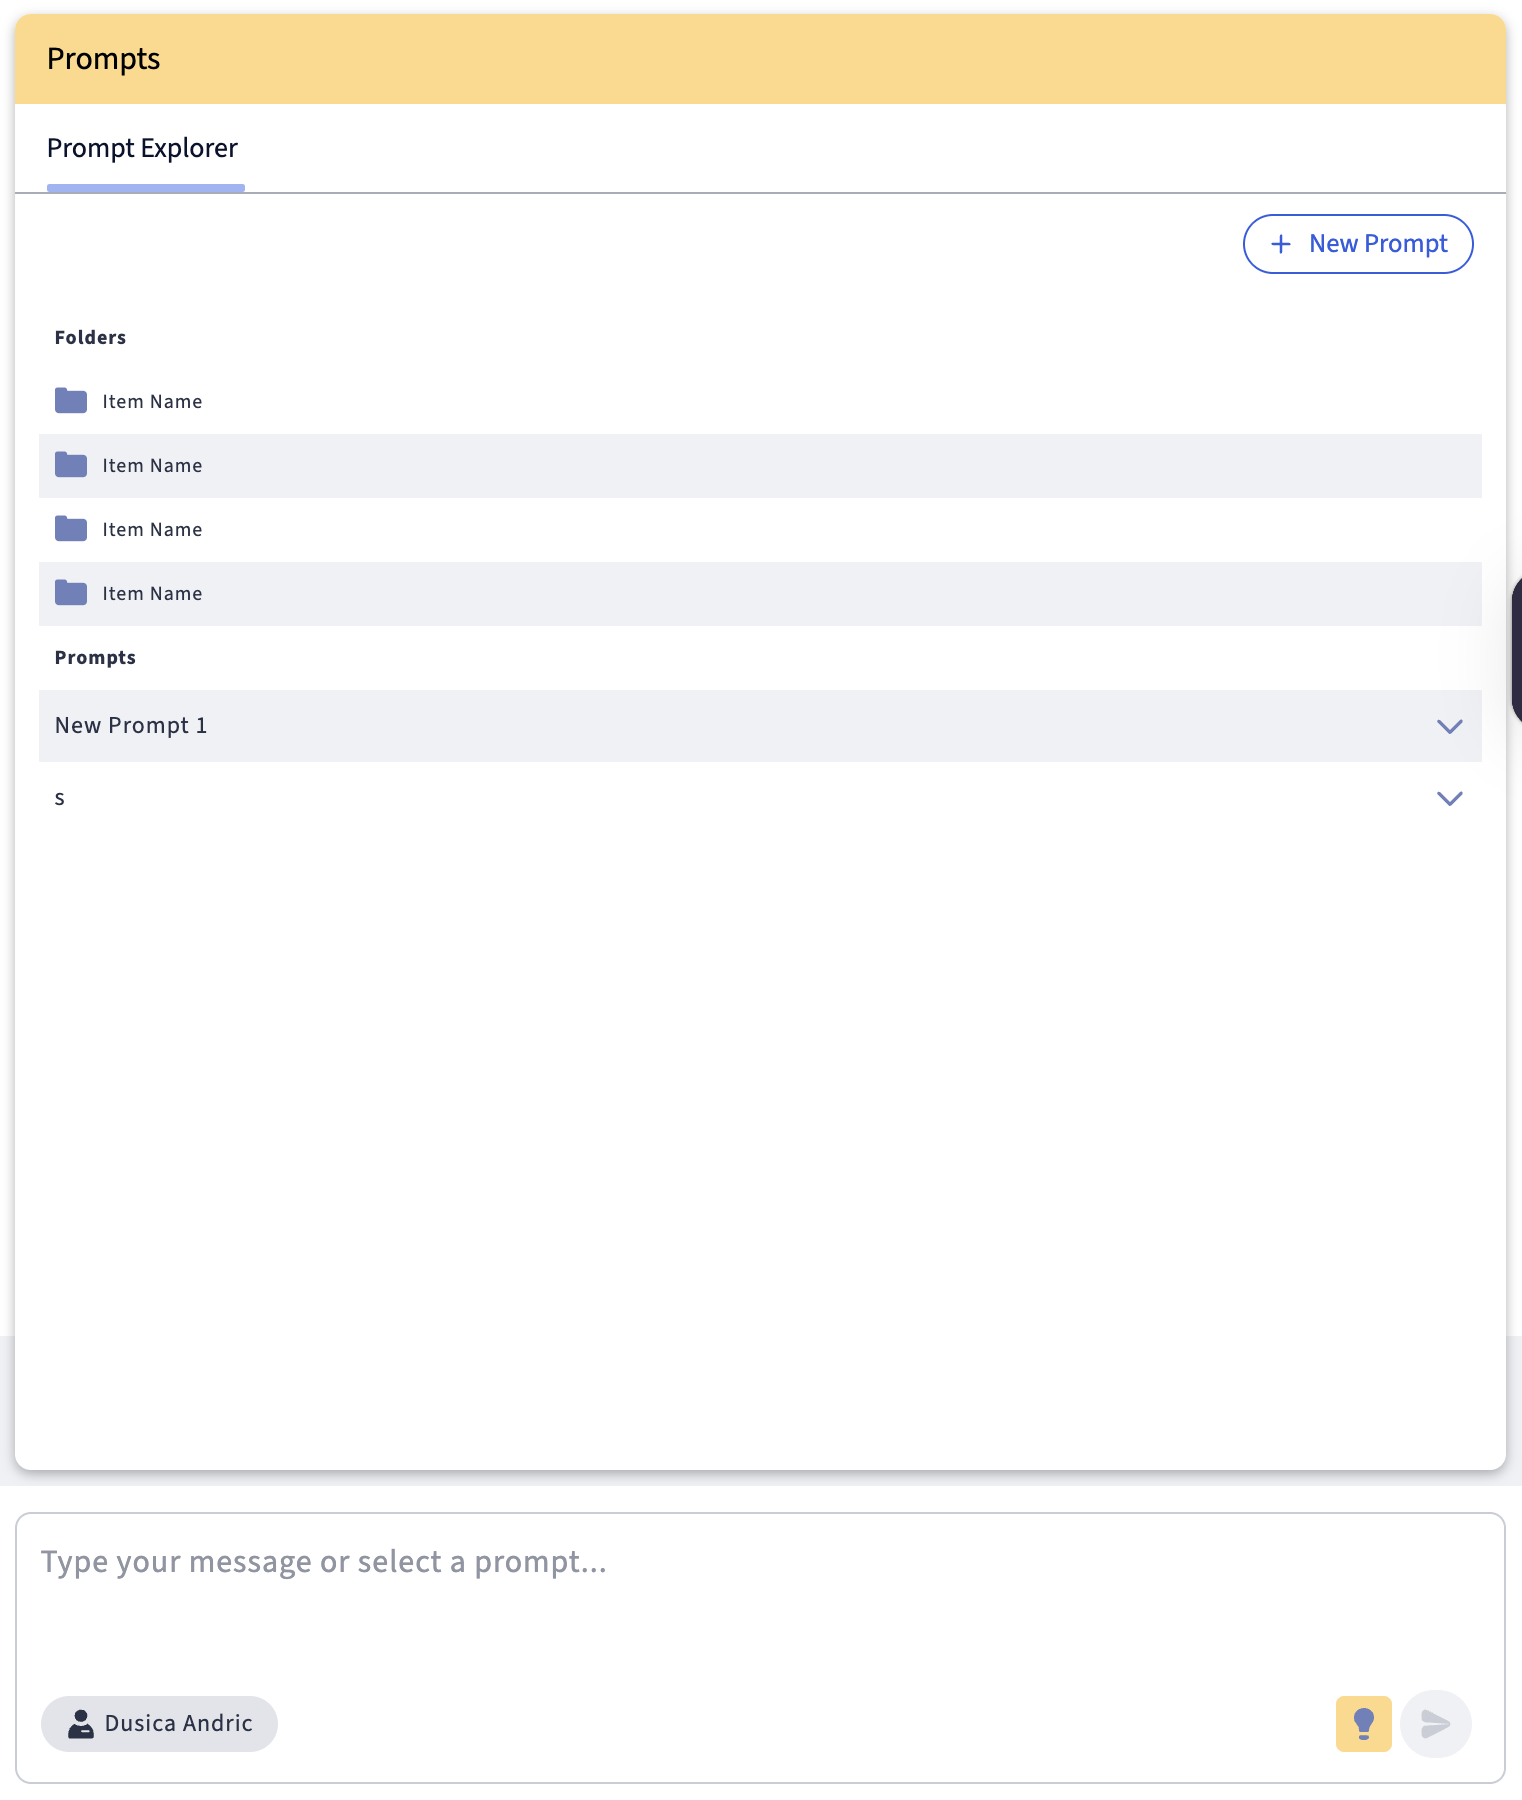 Prompts
Prompt Explorer
+ New Prompt
Folders
Item Name
Item Name
Item Name
Item Name
Prompts
New Prompt 1
s
Type your message or select a prompt...
Dusica Andric